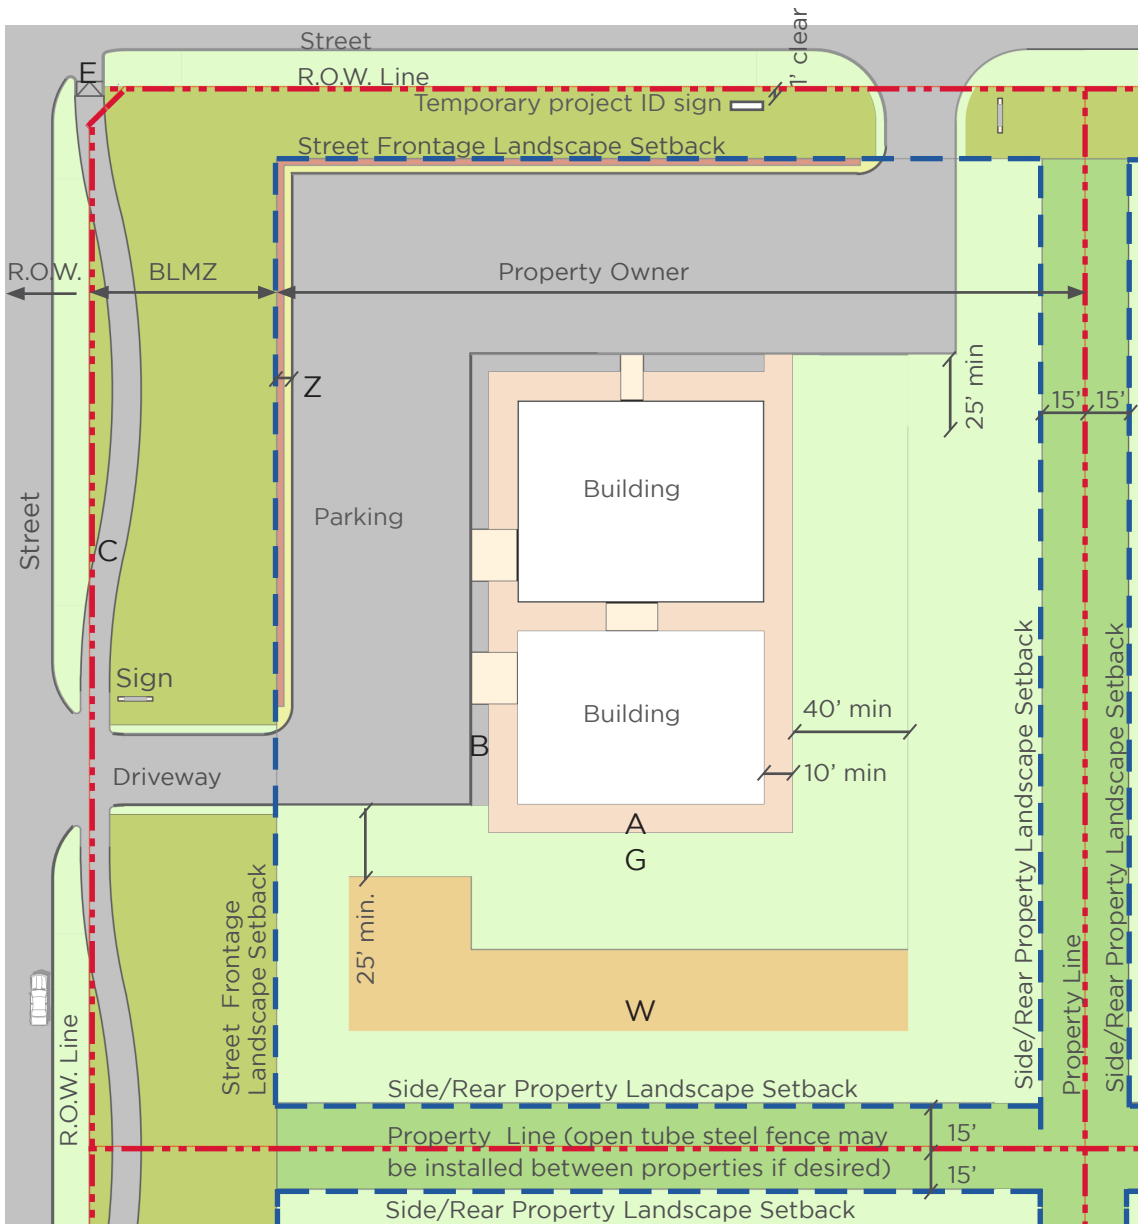 Street
1' clear
E
R.O.W. Line
Temporary project ID sign
Street Frontage Landscape Setback
R.O.W.
BLMZ
Property Owner
Z
25' min
15'
15'
Building
Parking
Street
C
Sign
Building
40' min
B
10' min
Driveway
A
G
Side/Rear Property Landscape Setback
Property Line
Side/Rear Property Landscape Setback
Street Frontage
Landscape Setback
25' min.
W
R.O.W. Line
Side/Rear Property Landscape Setback
Property Line (open tube steel fence may
be installed between properties if desired)
15'
15'
Side/Rear Property Landscape Setback